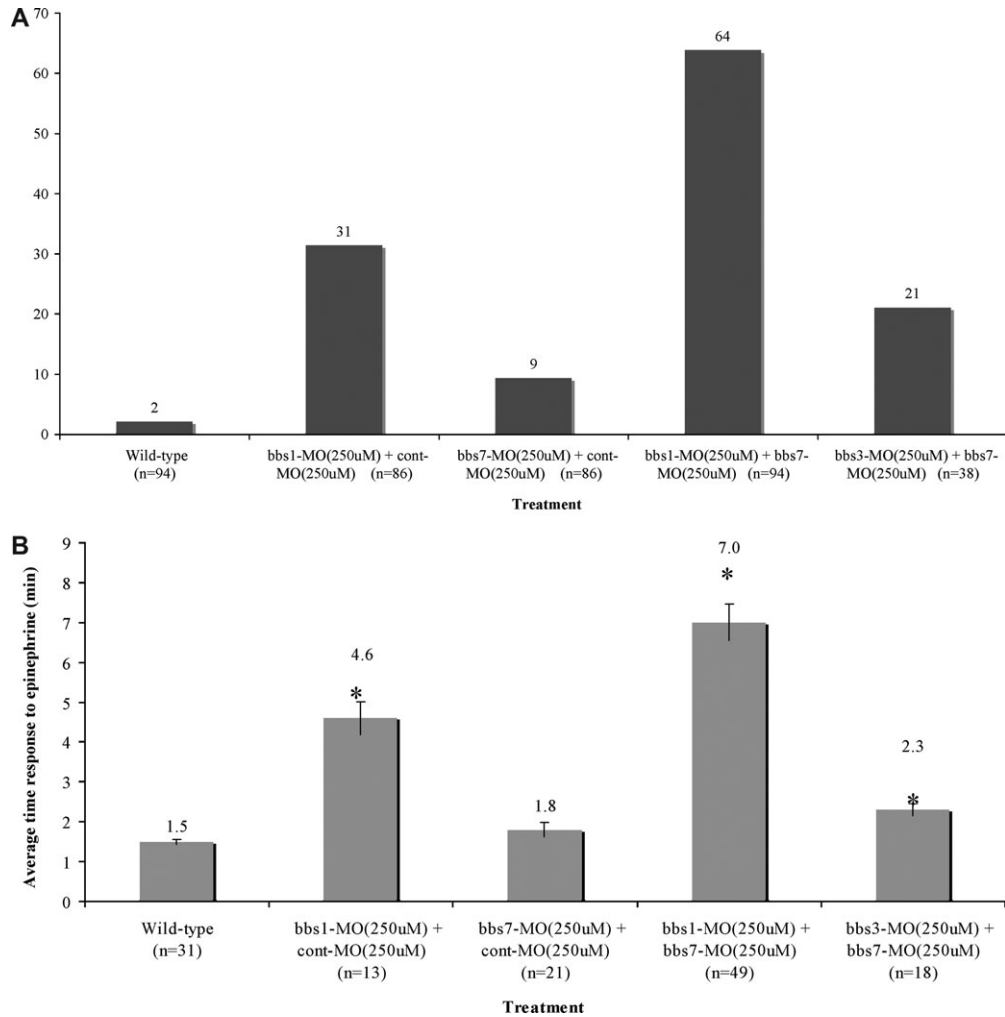 A
70
60
50
40
30
20
10
0
2
31
9
64
21
Wild-type
(n=94)
bbs1-MO(250uM) + cont-
MO(250uM) (n=86)
bbs7-MO(250uM) + cont-
MO(250uM) (n=86)
bbs1-MO(250uM) + bbs7-
MO(250uM) (n=94)
bbs3-MO(250uM) + bbs7-
MO(250uM) (n=38)
Treatment
B
Average time response to epinephrine (min)
9
8
7
6
5
4
3
2
1
0
1.5
4.6
*
1.8
7.0
*
2.3
*
Wild-type
(n=31)
bbs1-MO(250uM) +
cont-MO(250uM)
(n=13)
bbs7-MO(250uM) +
cont-MO(250uM)
(n=21)
bbs1-MO(250uM) +
bbs7-MO(250uM)
(n=49)
bbs3-MO(250uM) +
bbs7-MO(250uM)
(n=18)
Treatment